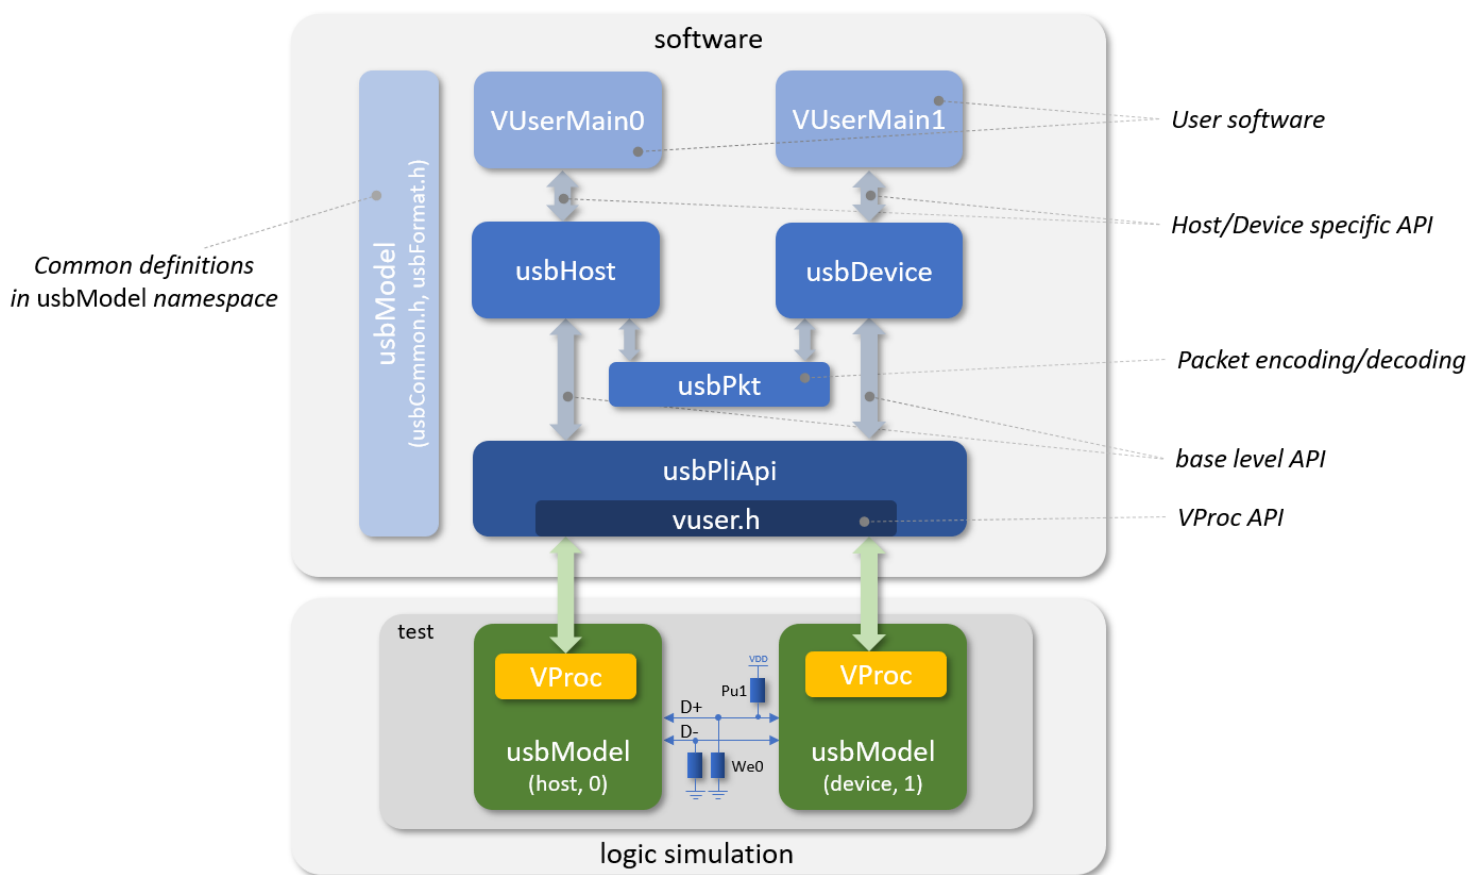 software
VUserMain0
VUserMain1
User software
usbModel
(usbCommon.h, usbFormat.h)
Host/Device specific API
Common definitions
in usbModel namespace
usbHost
usbDevice
Packet encoding/decoding
usbPkt
base level API
usbPliApi
vuser.h
VProc API
test
VProc
VProc
VDD
Pu1
D+
D-
We0
usbModel
(host, 0)
usbModel
(device, 1)
logic simulation